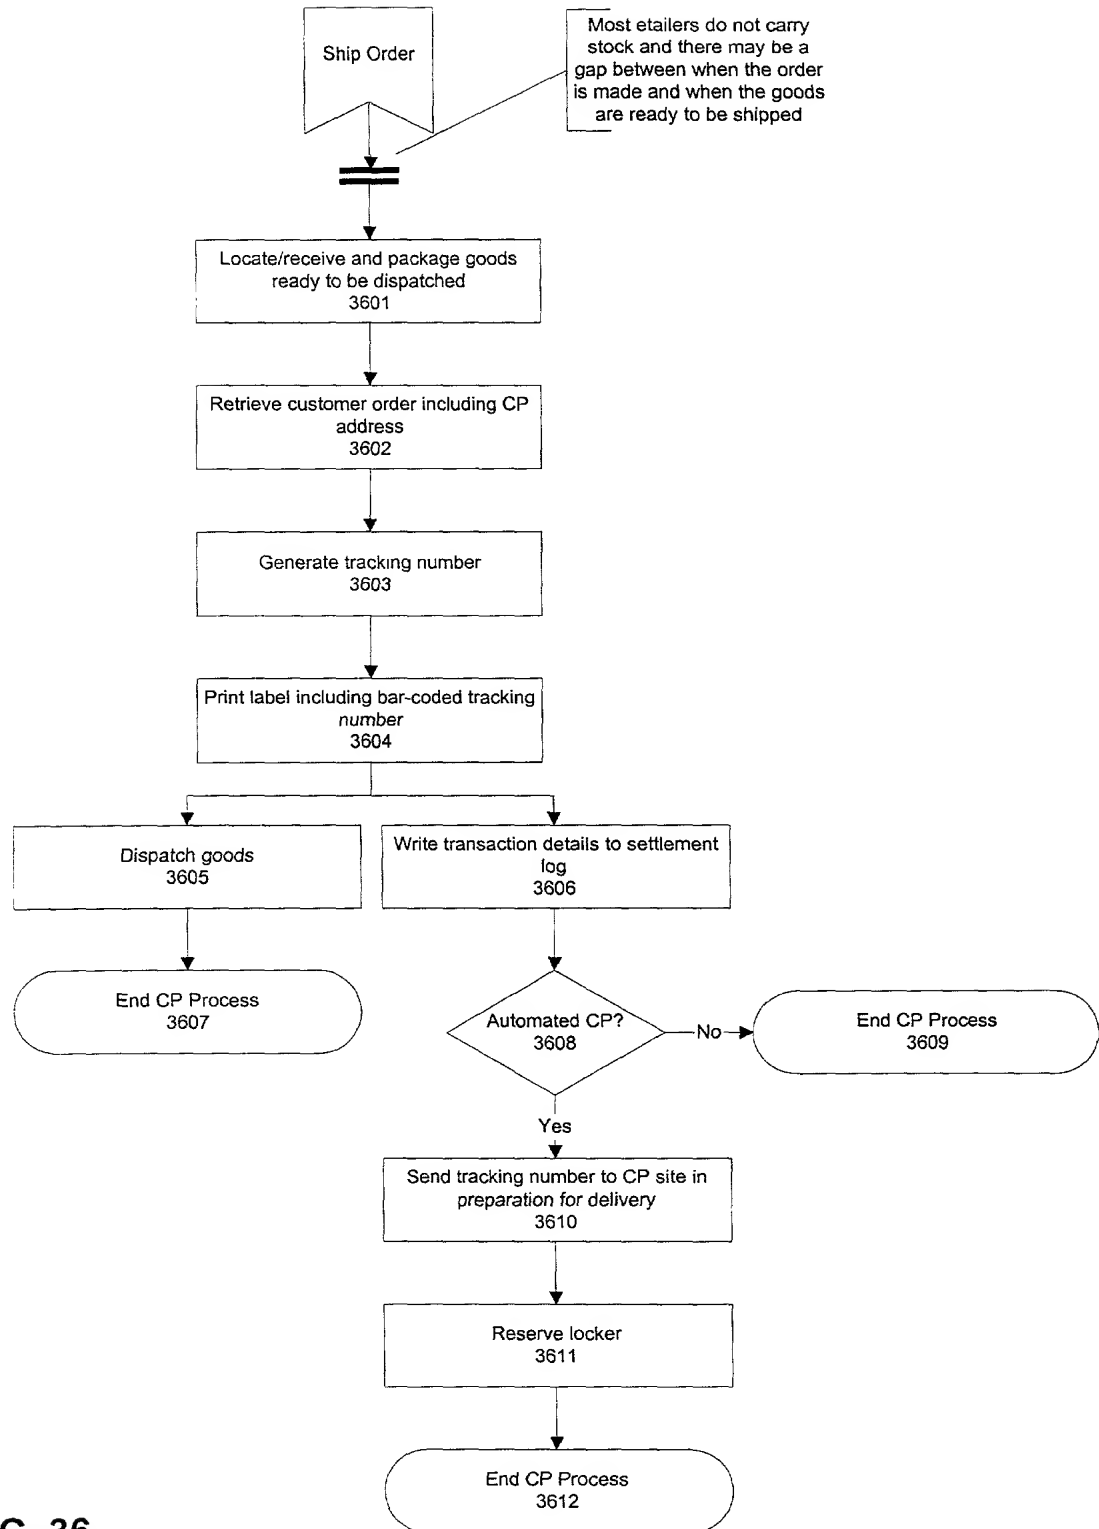 Ship Order
Most etailers do not carry
stock and there may be a
gap between when the order
is made and when the goods
are ready to be shipped
Locate/receive and package goods
ready to be dispatched
3601
Retrieve customer order including CP
address
3602
Generate tracking number
3603
Print label including bar-coded tracking
number
3604
Dispatch goods
3605
Write transaction details to settlement
log
3606
End CP Process
3607
Automated CP?
3608
No
End CP Process
3609
Yes
Send tracking number to CP site in
preparation for delivery
3610
Reserve locker
3611
End CP Process
3612